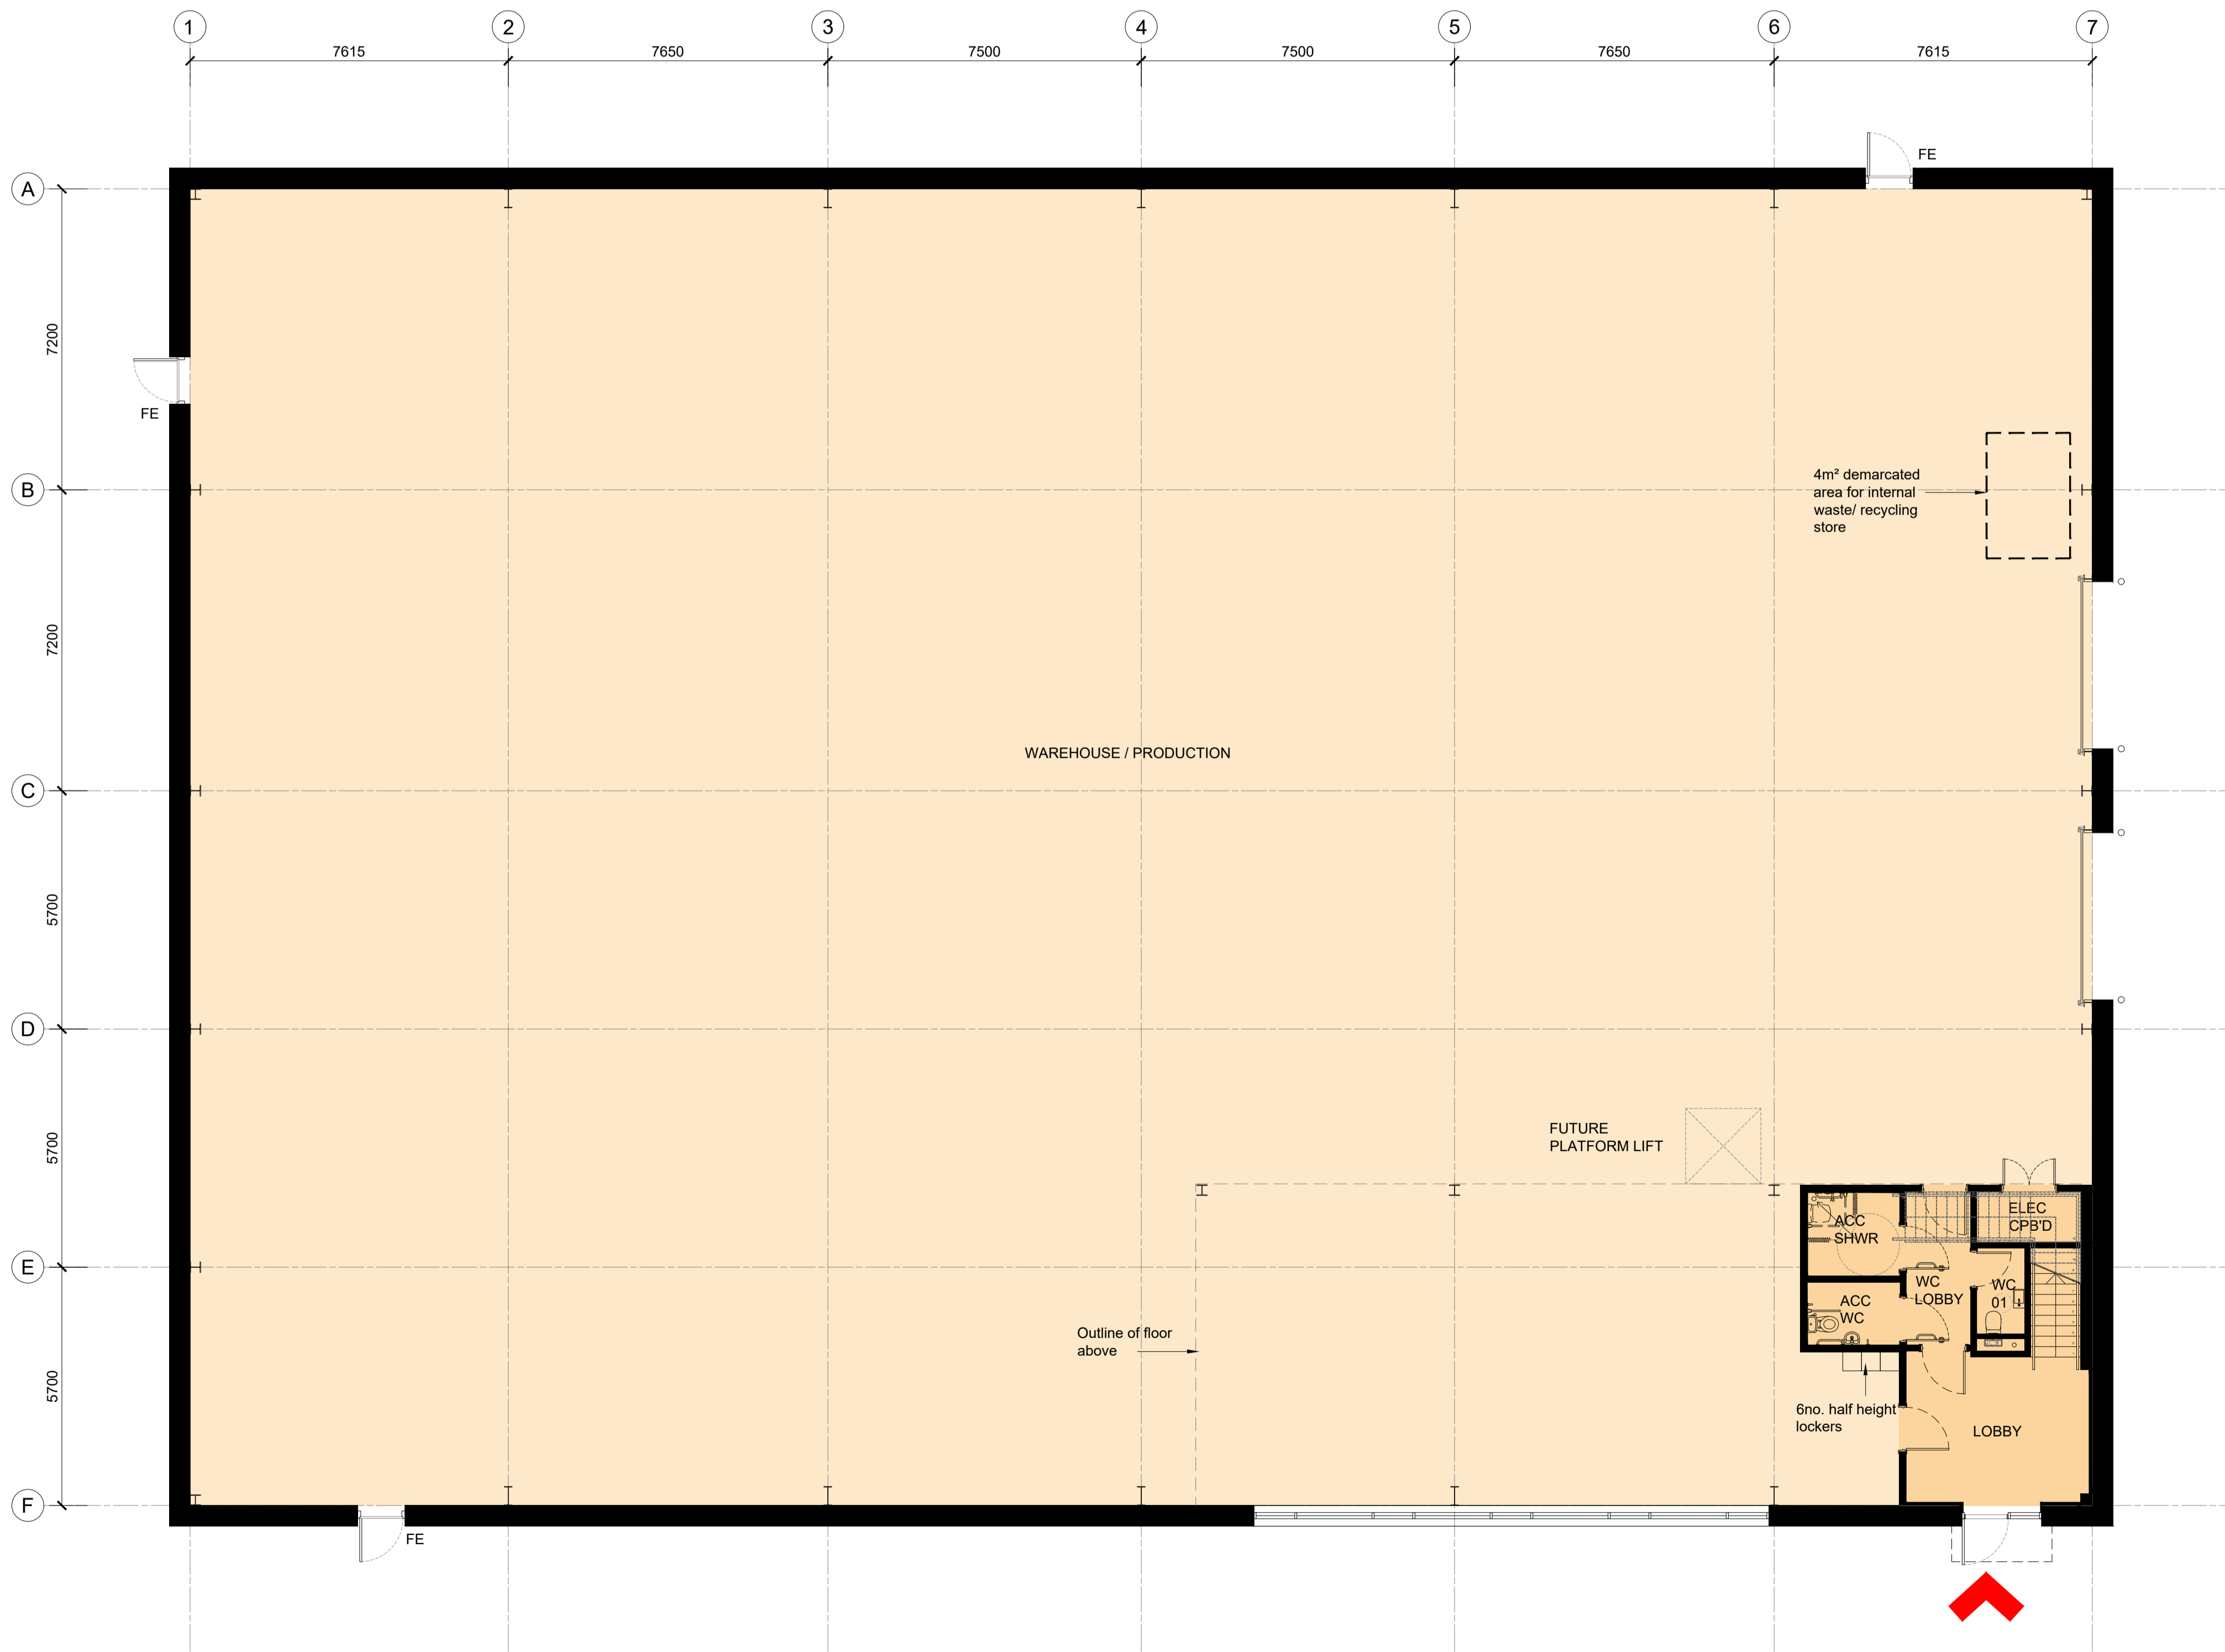 1
2
3
4
5
6
7
7615
7650
7500
7500
7650
7615
FE
A
7200
FE
B
4m² demarcated
area for internal
waste/ recycling
store
7200
WAREHOUSE / PRODUCTION
C
5700
D
FUTURE
PLATFORM LIFT
5700
ELEC
CPB'D
ACC
SHWR
E
WC
LOBBY
WC
01
ACC
WC
Outline of floor
above
5700
6no. half height
lockers
LOBBY
F
FE